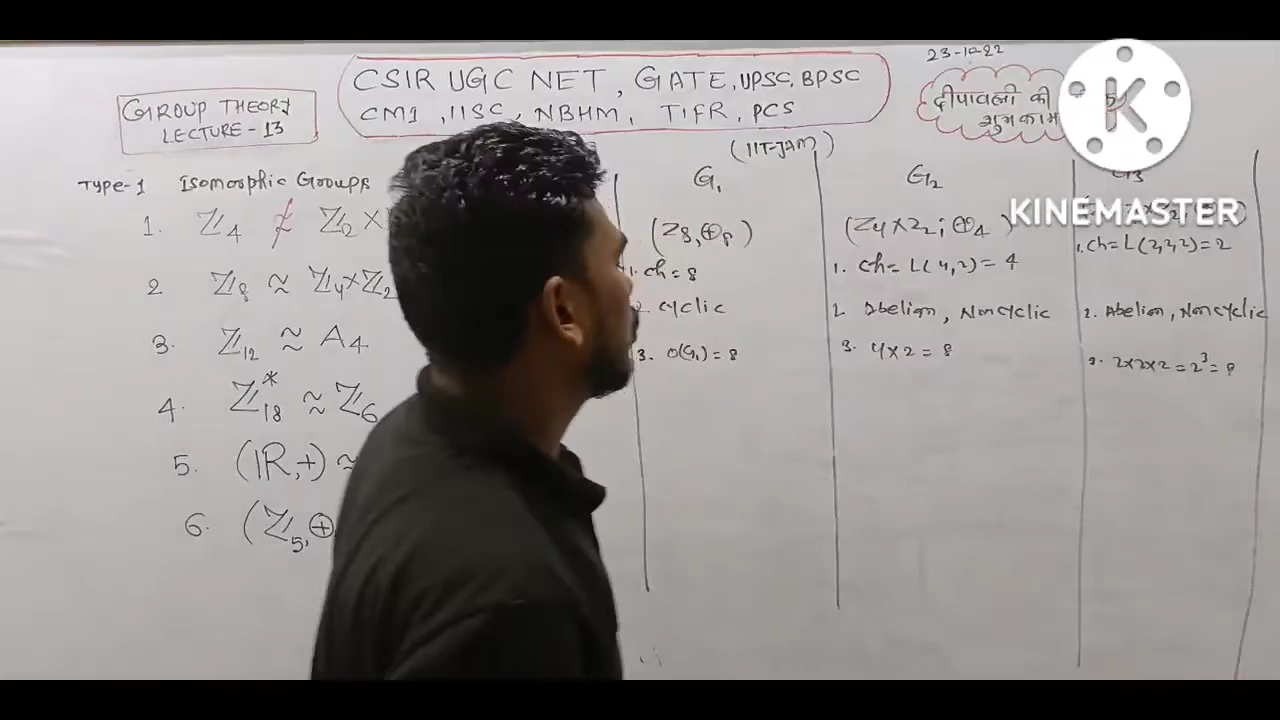 23-10-22
GROUP THEORY
LECTURE - 13
CSIR UGC NET, GATE, UPSC, BPSC
CMI, IISC, NBHM, TIFR, PCS
(IIT-JAM)
दीपावली की
शुभकाम
KINEMASTER
Type-1 Isomorphic Groups
1. ℤ₄ ≉ ℤ₂ ×
2 ℤ₈ ≈ ℤ₄×ℤ₂
3. ℤ₁₂ ≈ A₄
4. ℤ₁₈* ≈ ℤ₆
5. (ℝ,+) ≈
6. (ℤ₅,⊕
G₁
(Z₈,⊕₈)
1. ch = 8
2. cyclic
3. O(G₁) = 8
G₂
(Z₄×Z₂; ⊕₄)
1. Ch = L(4,2) = 4
2 Abelian, Noncyclic
3. 4×2 = 8
G₃
1. Ch = L(2,2,2) = 2
2. Abelian, Noncyclic
2×2×2 = 2³ = 8